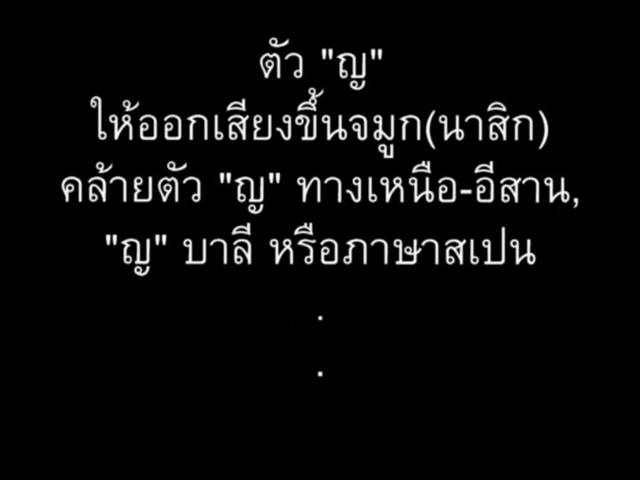 ตัว "ญ"
ให้ออกเสียงขึ้นจมูก(นาสิก)
คล้ายตัว "ญ" ทางเหนือ-อีสาน,
"ญ" บาลี หรือภาษาสเปน
.
.